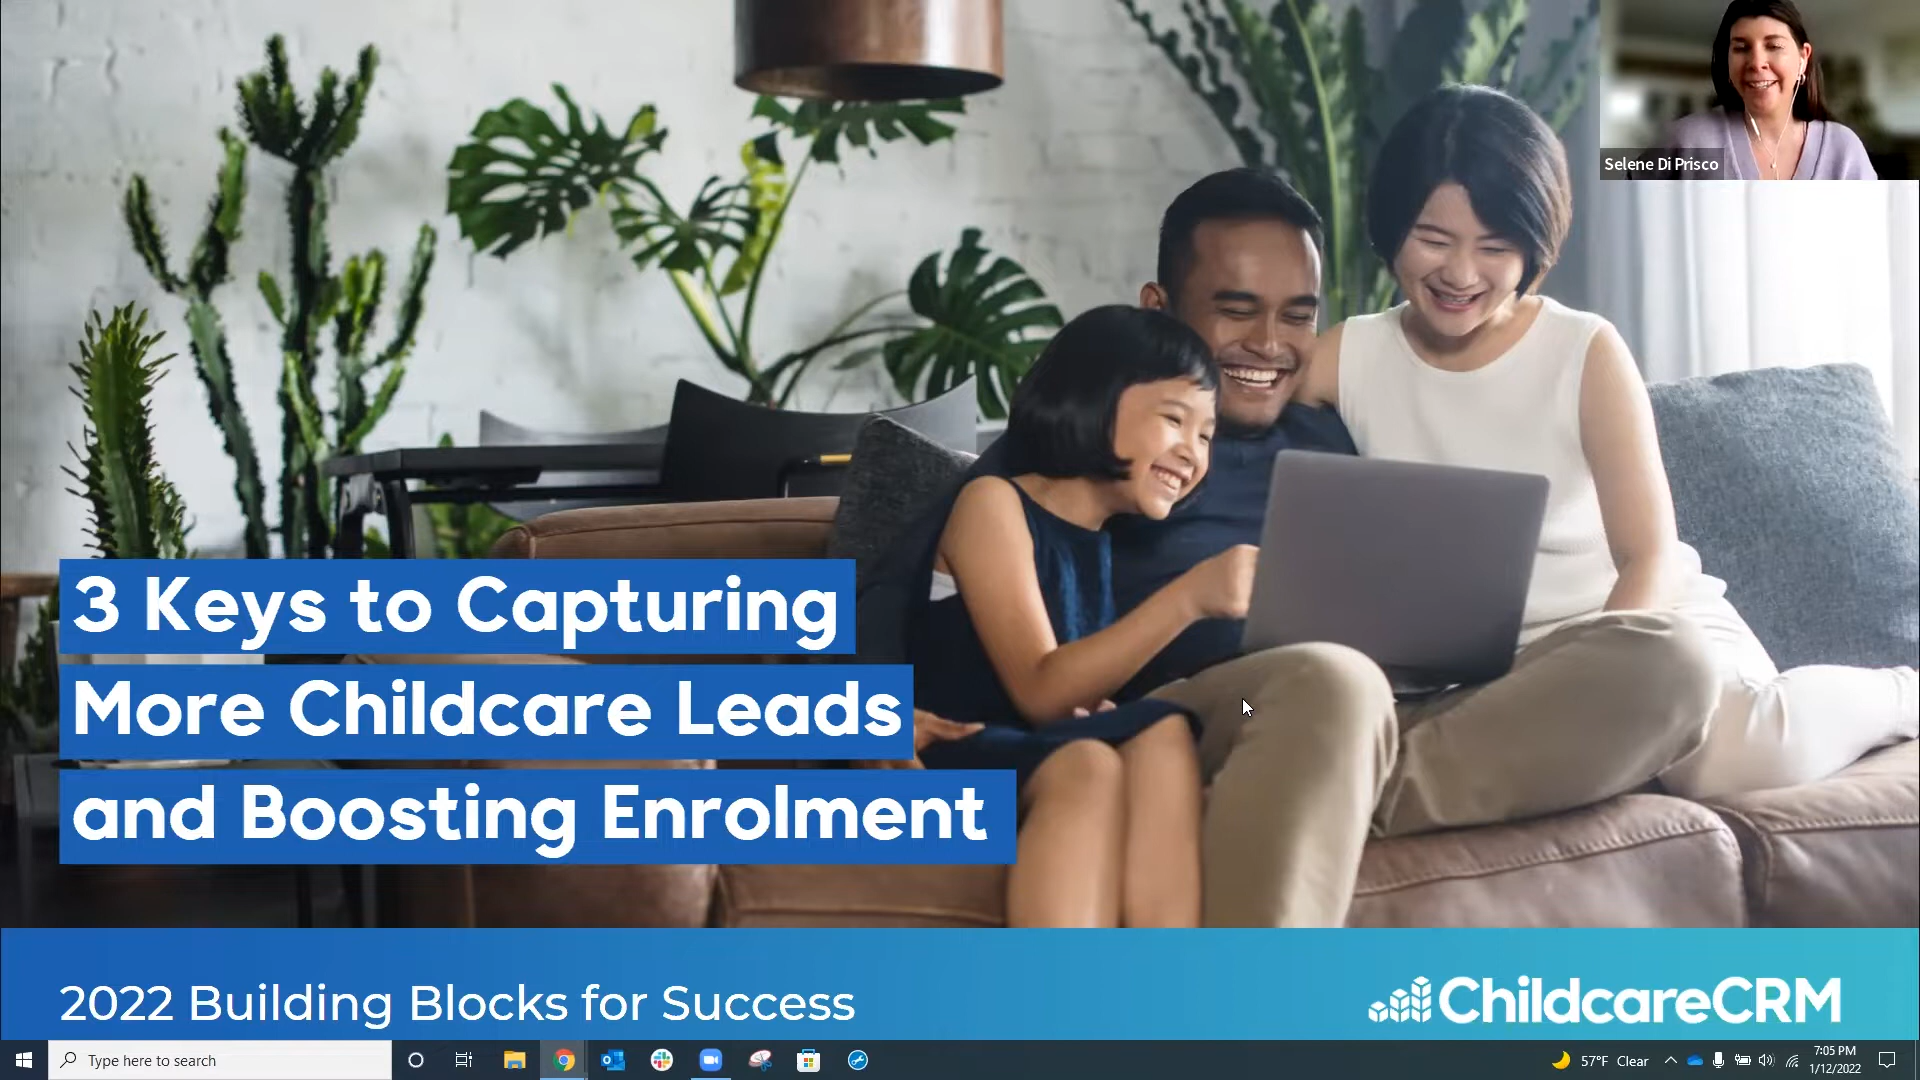 Selene Di Prisco
3 Keys to Capturing
More Childcare Leads
and Boosting Enrolment
2022 Building Blocks for Success
ChildcareCRM
Type here to search
57°F Clear
7:05 PM
1/12/2022